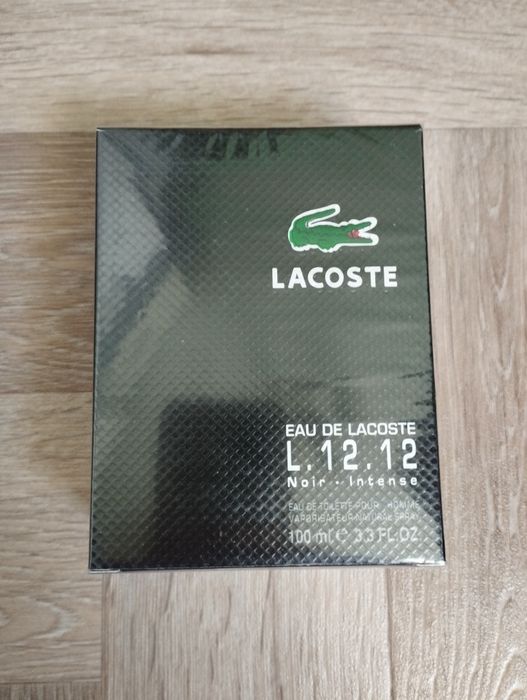 LACOSTE
EAU DE LACOSTE
L.12.12
Noir · Intense
EAU DE TOILETTE POUR HOMME
VAPORISATEUR NATURAL SPRAY
100 ml ℮ 3.3 FL.OZ.